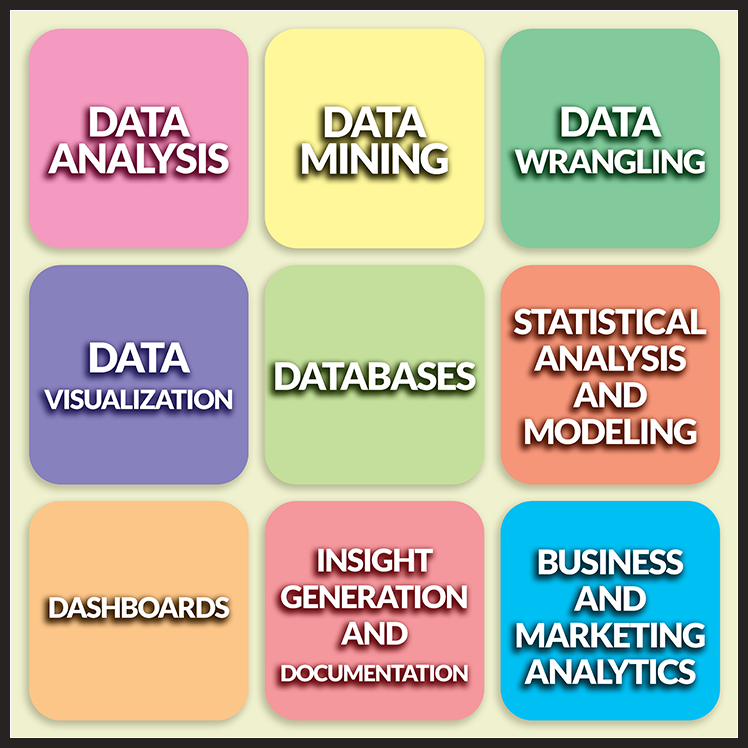 DATA
ANALYSIS
DATA
MINING
DATA
WRANGLING
DATA
VISUALIZATION
DATABASES
STATISTICAL
ANALYSIS
AND
MODELING
DASHBOARDS
INSIGHT
GENERATION
AND
DOCUMENTATION
BUSINESS
AND
MARKETING
ANALYTICS